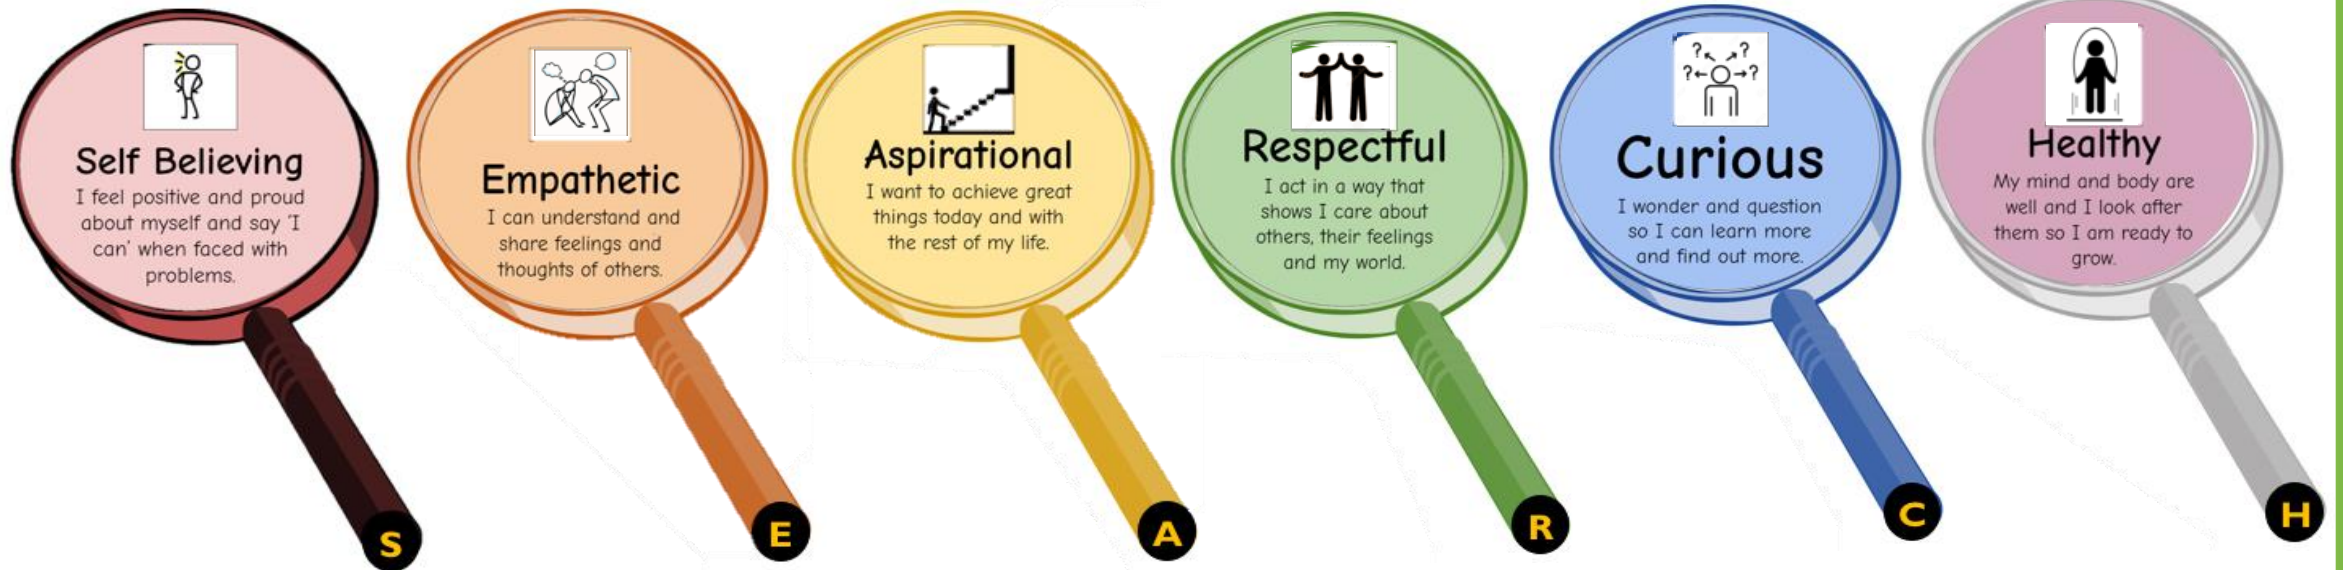 Self Believing
I feel positive and proud
about myself and say 'I
can' when faced with
problems.
S
Empathetic
I can understand and
share feelings and
thoughts of others.
E
Aspirational
I want to achieve great
things today and with
the rest of my life.
A
Respectful
I act in a way that
shows I care about
others, their feelings
and my world.
R
? ?
? ?
Curious
I wonder and question
so I can learn more
and find out more.
C
Healthy
My mind and body are
well and I look after
them so I am ready to
grow.
H